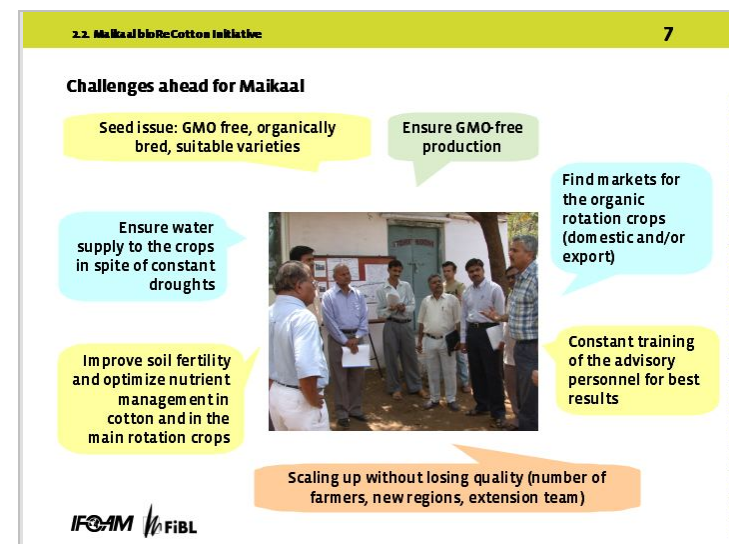 2.2 Maikaal bioRe Cotton Initiative
7
Challenges ahead for Maikaal
Seed issue: GMO free, organically
bred, suitable varieties
Ensure GMO-free
production
Find markets for
the organic
rotation crops
(domestic and/or
export)
Ensure water
supply to the crops
in spite of constant
droughts
Constant training
of the advisory
personnel for best
results
Improve soil fertility
and optimize nutrient
management in
cotton and in the
main rotation crops
Scaling up without losing quality (number of
farmers, new regions, extension team)
IFOAM FiBL